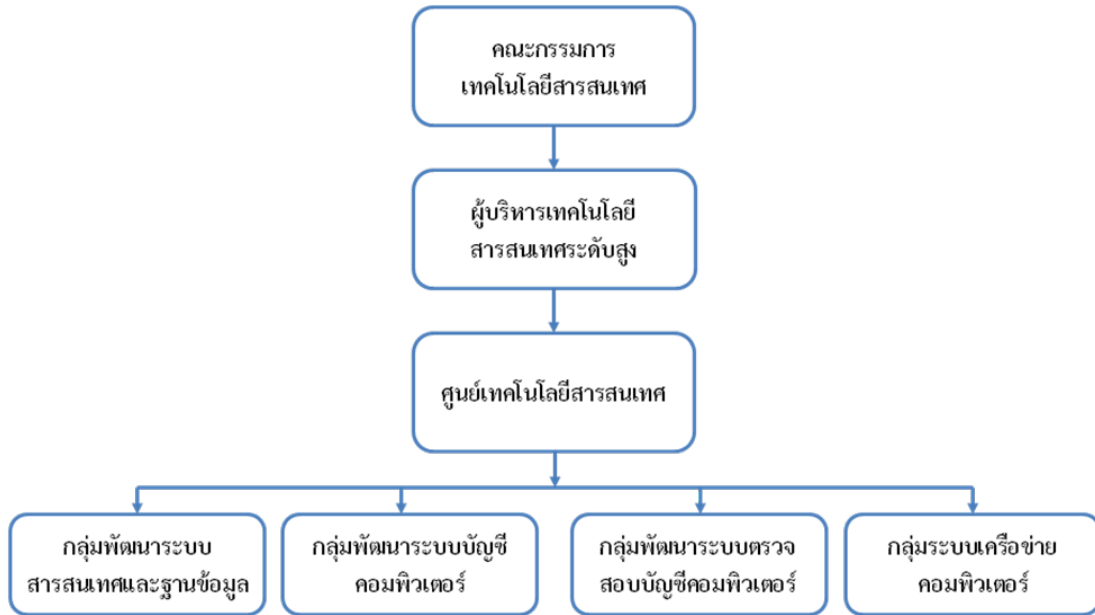 คณะกรรมการ
เทคโนโลยีสารสนเทศ
ผู้บริหารเทคโนโลยี
สารสนเทศระดับสูง
ศูนย์เทคโนโลยีสารสนเทศ
กลุ่มพัฒนาระบบ
สารสนเทศและฐานข้อมูล
กลุ่มพัฒนาระบบบัญชี
คอมพิวเตอร์
กลุ่มพัฒนาระบบตรวจ
สอบบัญชีคอมพิวเตอร์
กลุ่มระบบเครือข่าย
คอมพิวเตอร์